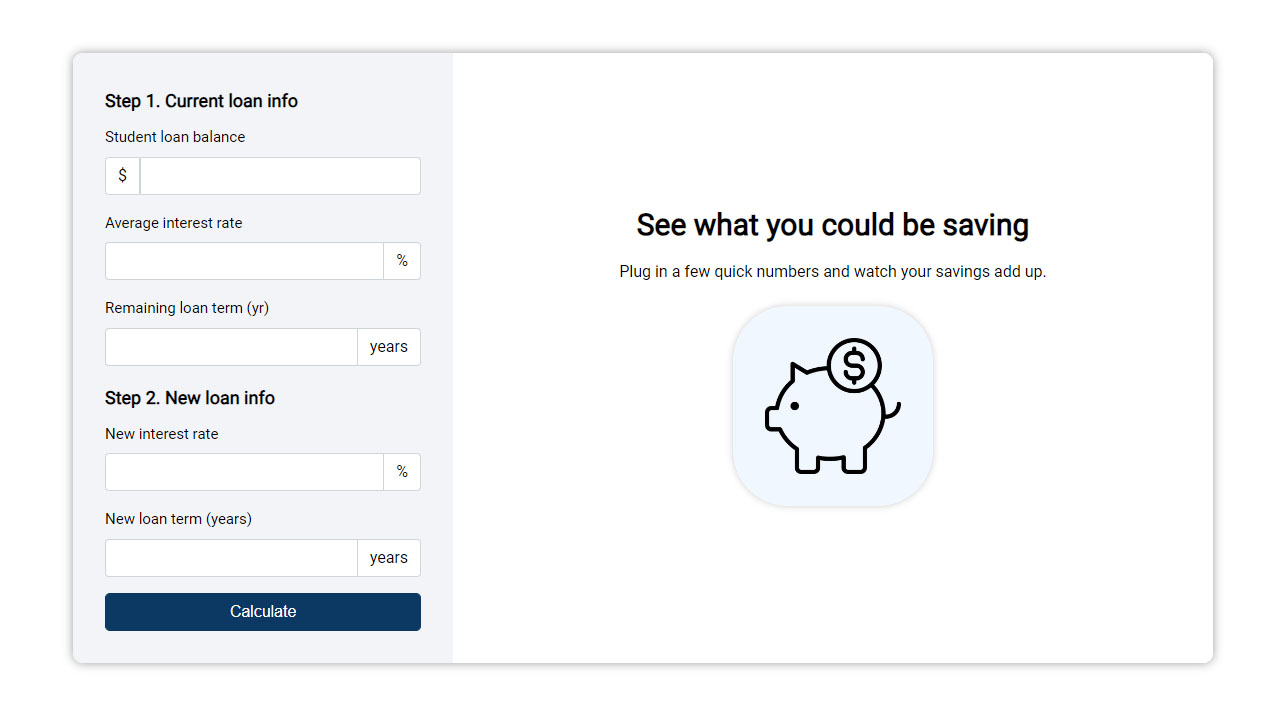 Step 1. Current loan info
Student loan balance
$
Average interest rate
%
Remaining loan term (yr)
years
Step 2. New loan info
New interest rate
%
New loan term (years)
years
Calculate
See what you could be saving
Plug in a few quick numbers and watch your savings add up.
$